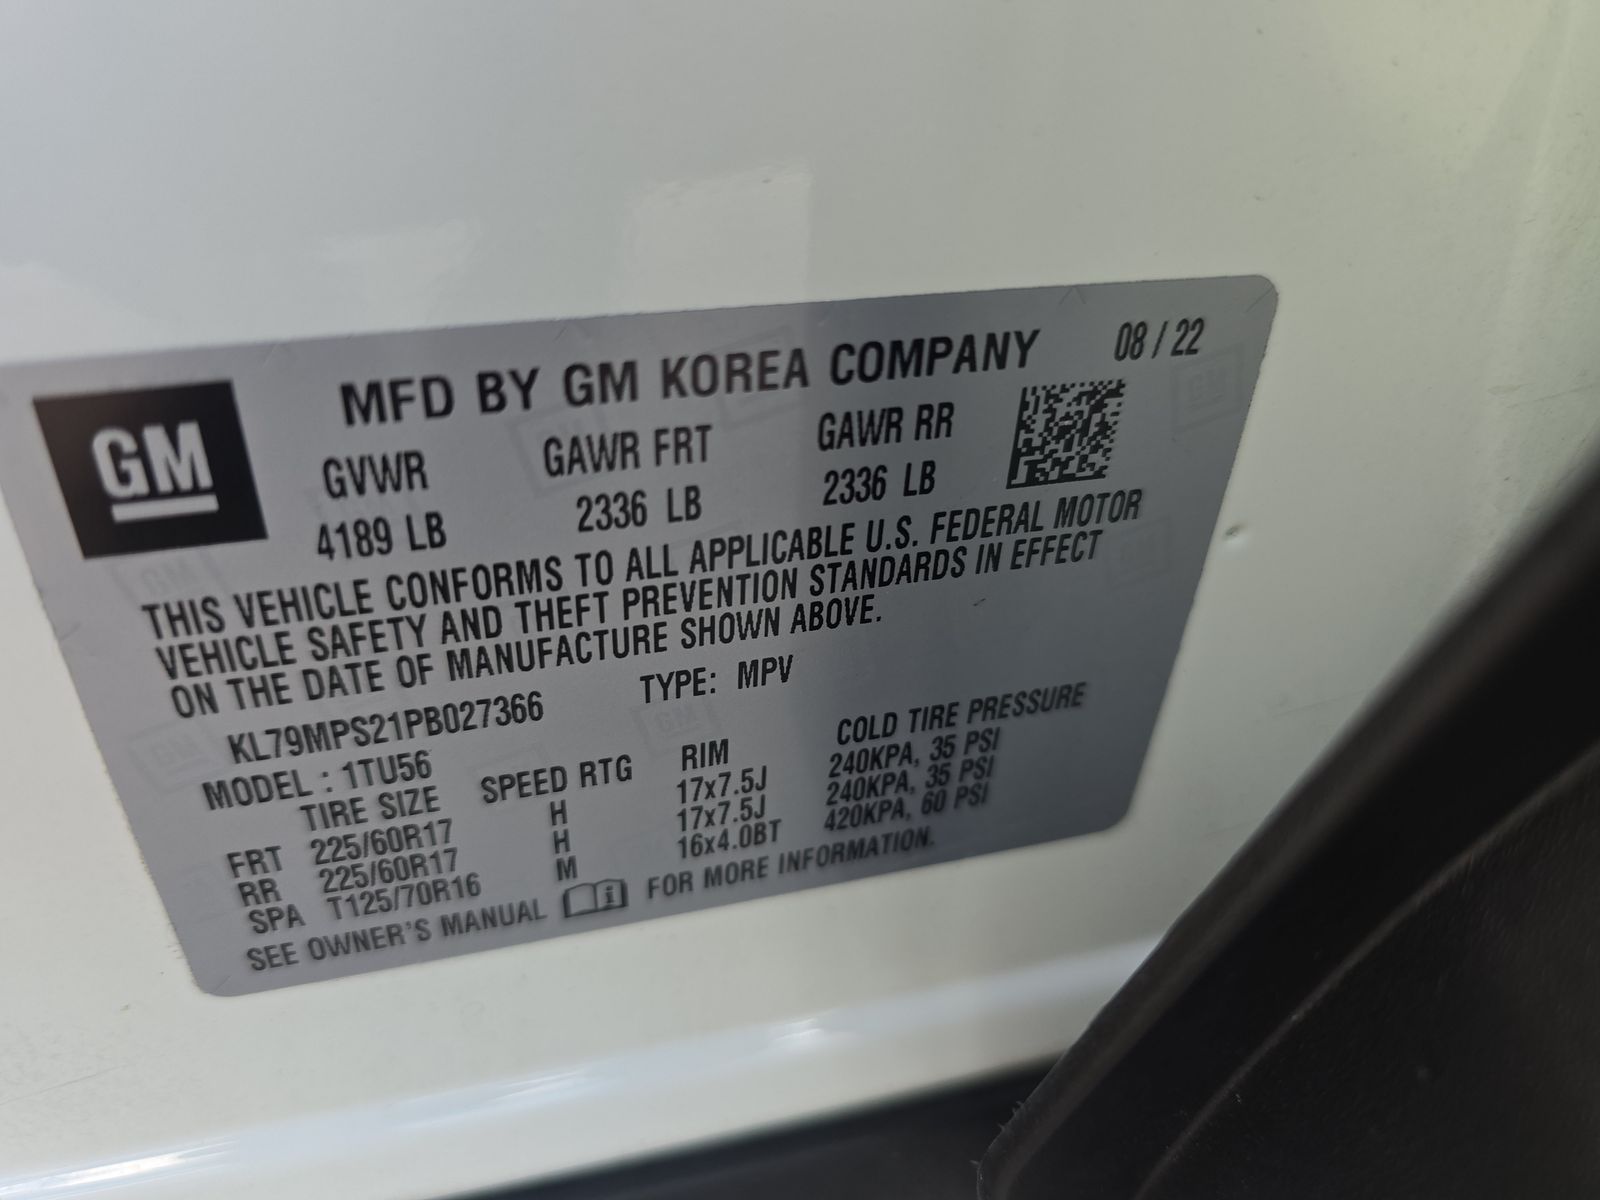 GM
MFD BY GM KOREA COMPANY 08 / 22
GVWR GAWR FRT GAWR RR
4189 LB 2336 LB 2336 LB
THIS VEHICLE CONFORMS TO ALL APPLICABLE U.S. FEDERAL MOTOR
VEHICLE SAFETY AND THEFT PREVENTION STANDARDS IN EFFECT
ON THE DATE OF MANUFACTURE SHOWN ABOVE.
KL79MPS21PB027366 TYPE: MPV
MODEL : 1TU56
TIRE SIZE SPEED RTG RIM COLD TIRE PRESSURE
FRT 225/60R17 H 17x7.5J 240KPA, 35 PSI
RR 225/60R17 H 17x7.5J 240KPA, 35 PSI
SPA T125/70R16 M 16x4.0BT 420KPA, 60 PSI
SEE OWNER'S MANUAL FOR MORE INFORMATION.